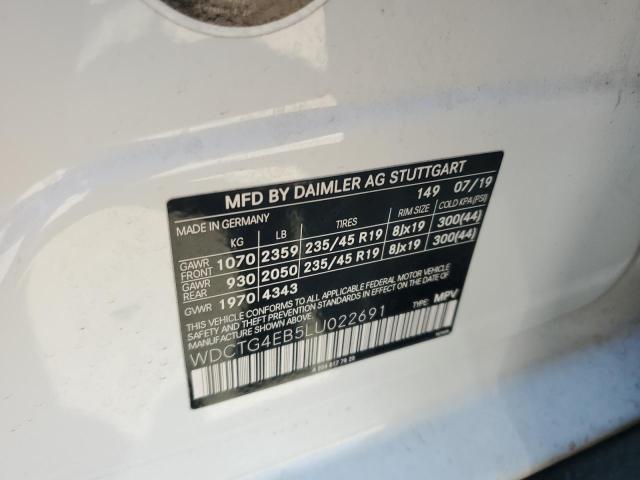 MFD BY DAIMLER AG STUTTGART
MADE IN GERMANY 149 07/19
KG LB TIRES RIM SIZE COLD KPA(PSI)
GAWR FRONT 1070 2359 235/45 R19 8Jx19 300(44)
GAWR REAR 930 2050 235/45 R19 8Jx19 300(44)
GVWR 1970 4343
THIS VEHICLE CONFORMS TO ALL APPLICABLE FEDERAL MOTOR VEHICLE
SAFETY AND THEFT PREVENTION STANDARDS IN EFFECT ON THE DATE OF
MANUFACTURE SHOWN ABOVE. TYPE: MPV
WDCTG4EB5LU022691